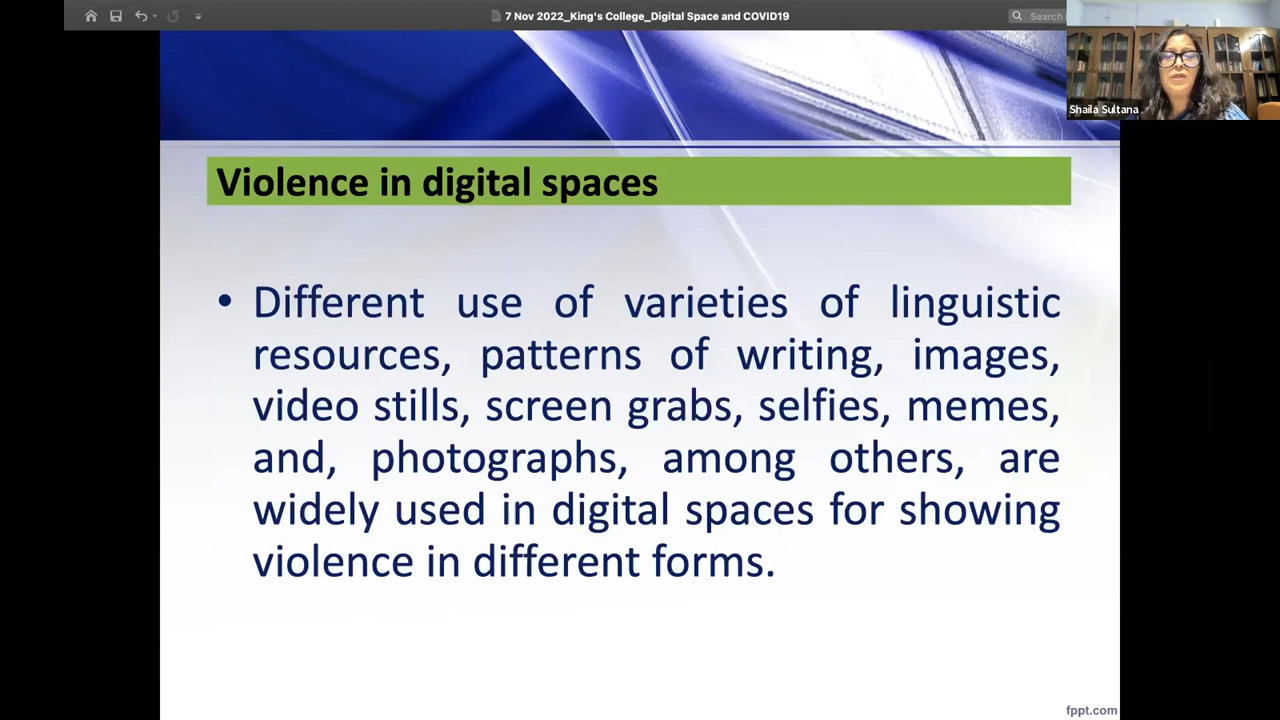 7 Nov 2022_King's College_Digital Space and COVID19
Search
Shaila Sultana
Violence in digital spaces
• Different use of varieties of linguistic
resources, patterns of writing, images,
video stills, screen grabs, selfies, memes,
and, photographs, among others, are
widely used in digital spaces for showing
violence in different forms.
fppt.com